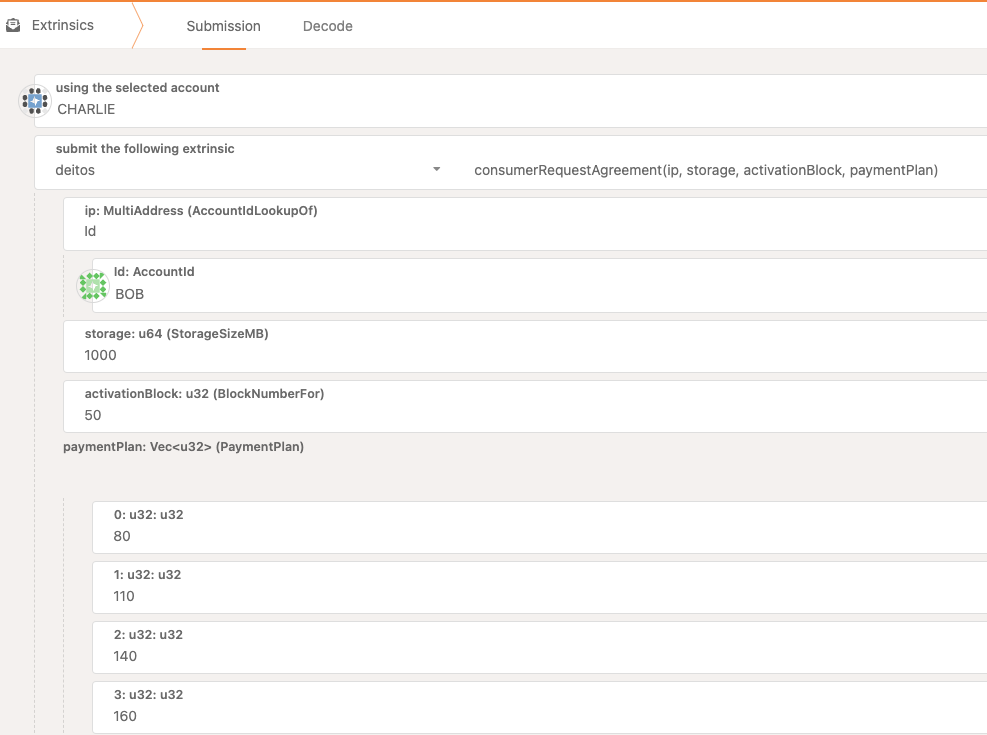 Extrinsics Submission Decode
using the selected account
CHARLIE
submit the following extrinsic
deitos consumerRequestAgreement(ip, storage, activationBlock, paymentPlan)
ip: MultiAddress (AccountIdLookupOf)
Id
Id: AccountId
BOB
storage: u64 (StorageSizeMB)
1000
activationBlock: u32 (BlockNumberFor)
50
paymentPlan: Vec<u32> (PaymentPlan)
0: u32: u32
80
1: u32: u32
110
2: u32: u32
140
3: u32: u32
160